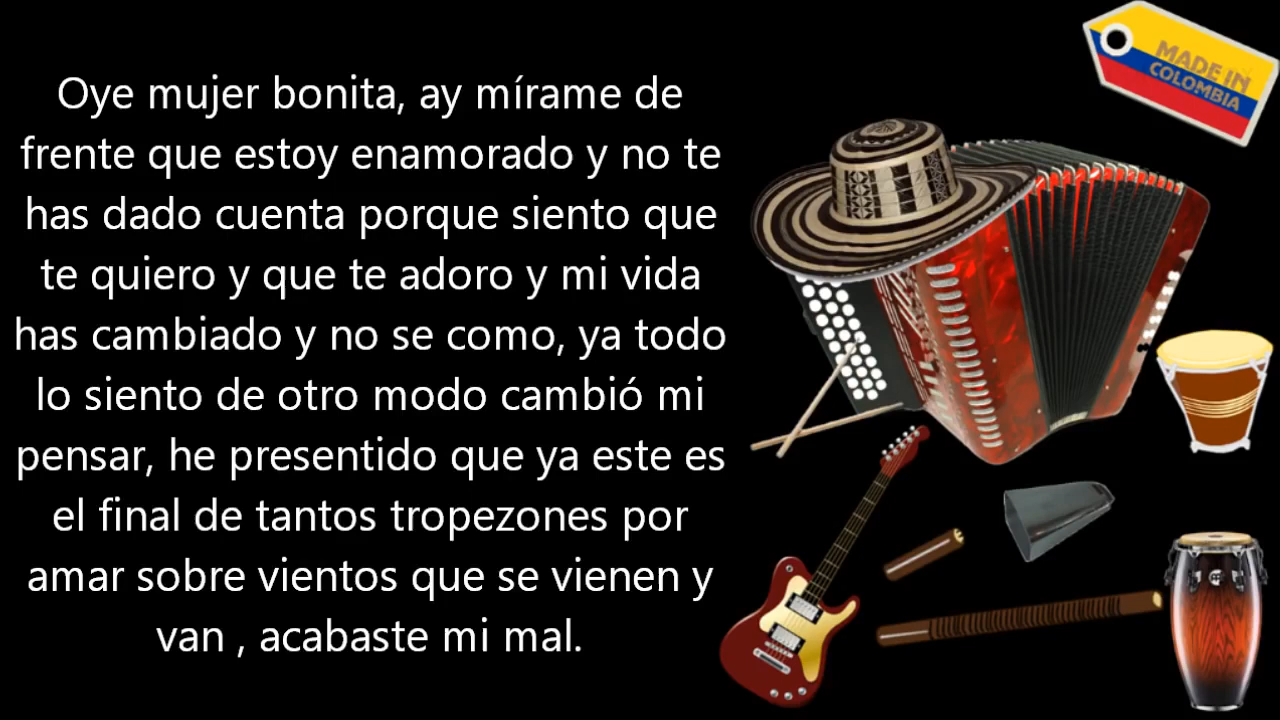 Oye mujer bonita, ay mírame de
frente que estoy enamorado y no te
has dado cuenta porque siento que
te quiero y que te adoro y mi vida
has cambiado y no se como, ya todo
lo siento de otro modo cambió mi
pensar, he presentido que ya este es
el final de tantos tropezones por
amar sobre vientos que se vienen y
van , acabaste mi mal.
MADE IN
COLOMBIA